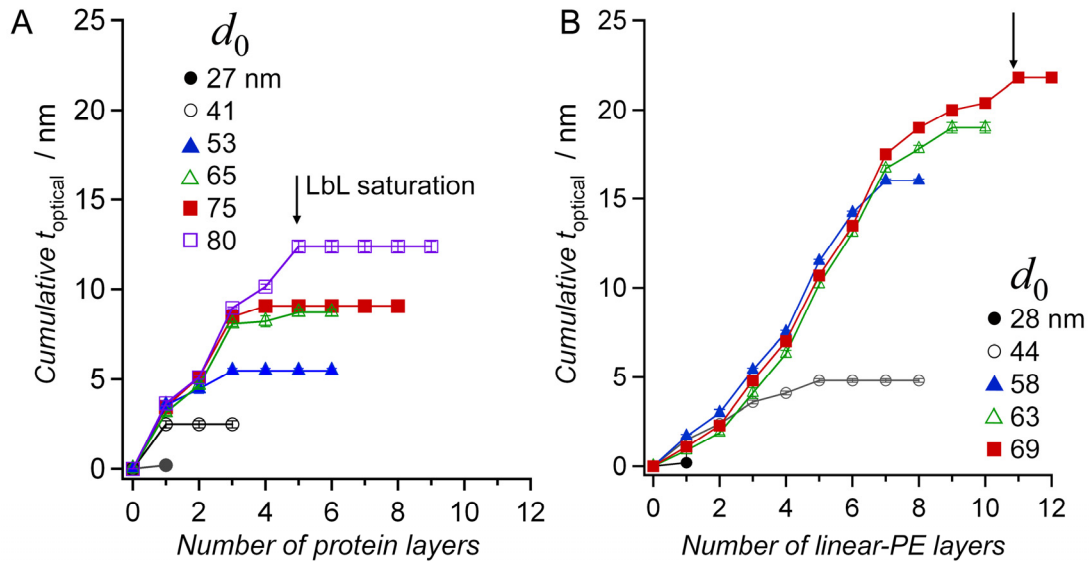 A
Cumulative t optical / nm
25
20
15
10
5
0
d0
27 nm
41
53
65
75
80
LbL saturation
0 2 4 6 8 10 12
Number of protein layers
B
Cumulative t optical / nm
25
20
15
10
5
0
d0
28 nm
44
58
63
69
0 2 4 6 8 10 12
Number of linear-PE layers